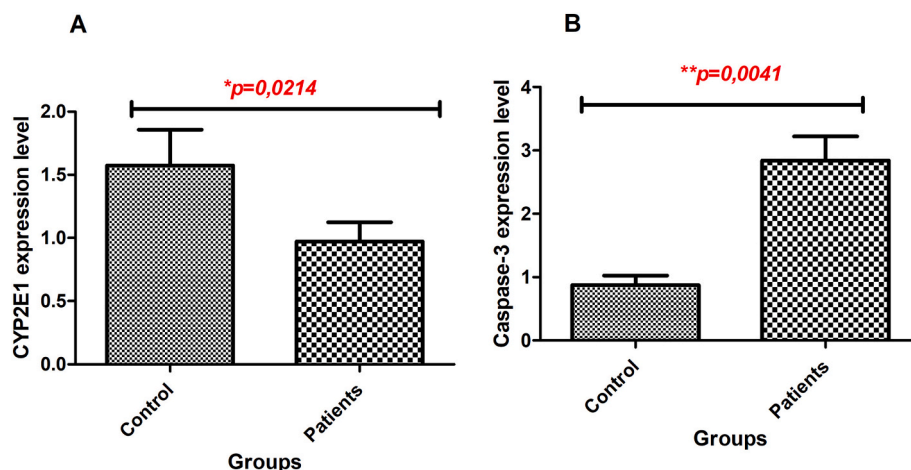 A
*p=0,0214
CYP2E1 expression level
2.0
1.5
1.0
0.5
0.0
Control
Patients
Groups
B
**p=0,0041
Caspase-3 expression level
4
3
2
1
0
Control
Patients
Groups